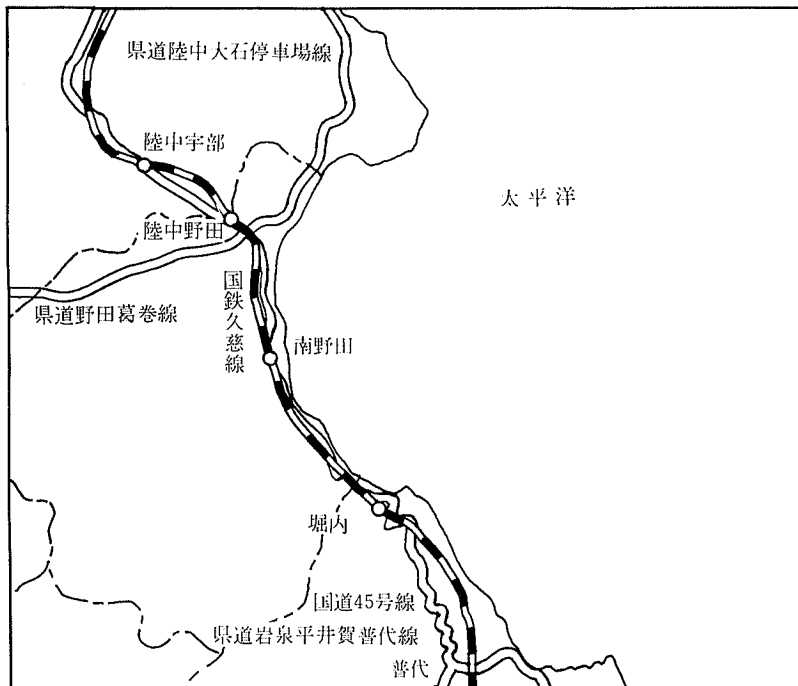 県道陸中大石停車場線
陸中宇部
太平洋
陸中野田
国鉄久慈線
県道野田葛巻線
南野田
堀内
国道45号線
県道岩泉平井賀普代線
普代